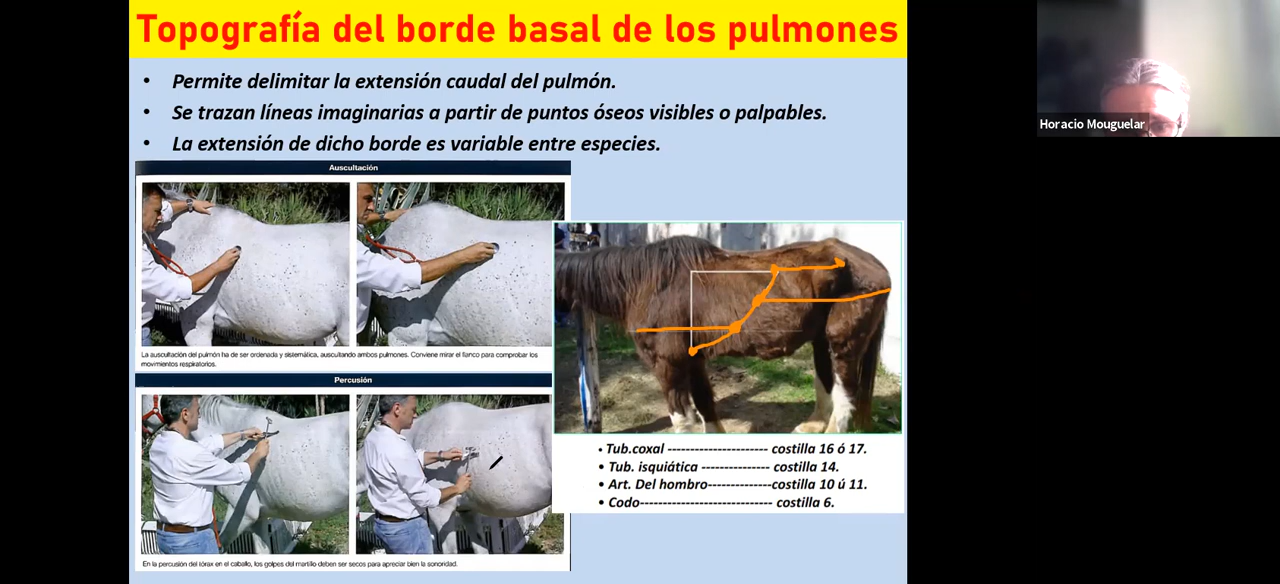 Topografía del borde basal de los pulmones
• Permite delimitar la extensión caudal del pulmón.
• Se trazan líneas imaginarias a partir de puntos óseos visibles o palpables.
• La extensión de dicho borde es variable entre especies.
Auscultación
La auscultación del pulmón ha de ser ordenada y sistemática, auscultando ambos pulmones. Conviene mirar el flanco para comprobar los
movimientos respiratorios.
Percusión
En la percusión del tórax en el caballo, los golpes del martillo deben ser secos para apreciar bien la sonoridad.
• Tub.coxal ----------------------- costilla 16 ó 17.
• Tub. isquiática --------------- costilla 14.
• Art. Del hombro--------------costilla 10 ú 11.
• Codo----------------------------- costilla 6.
Horacio Mouguelar